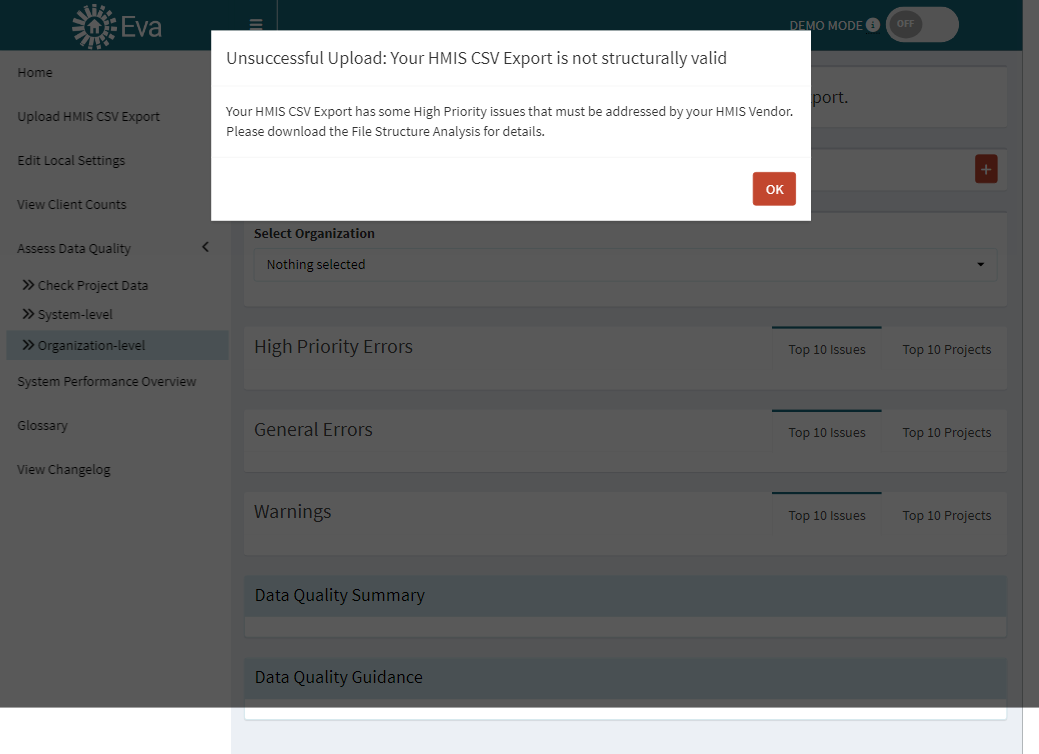 Eva
DEMO MODE i OFF
Unsuccessful Upload: Your HMIS CSV Export is not structurally valid
Your HMIS CSV Export has some High Priority issues that must be addressed by your HMIS Vendor.
Please download the File Structure Analysis for details.
OK
Home
Upload HMIS CSV Export
Edit Local Settings
View Client Counts
Assess Data Quality
Check Project Data
System-level
Organization-level
System Performance Overview
Glossary
View Changelog
port.
+
Select Organization
Nothing selected
High Priority Errors
Top 10 Issues Top 10 Projects
General Errors
Top 10 Issues Top 10 Projects
Warnings
Top 10 Issues Top 10 Projects
Data Quality Summary
Data Quality Guidance